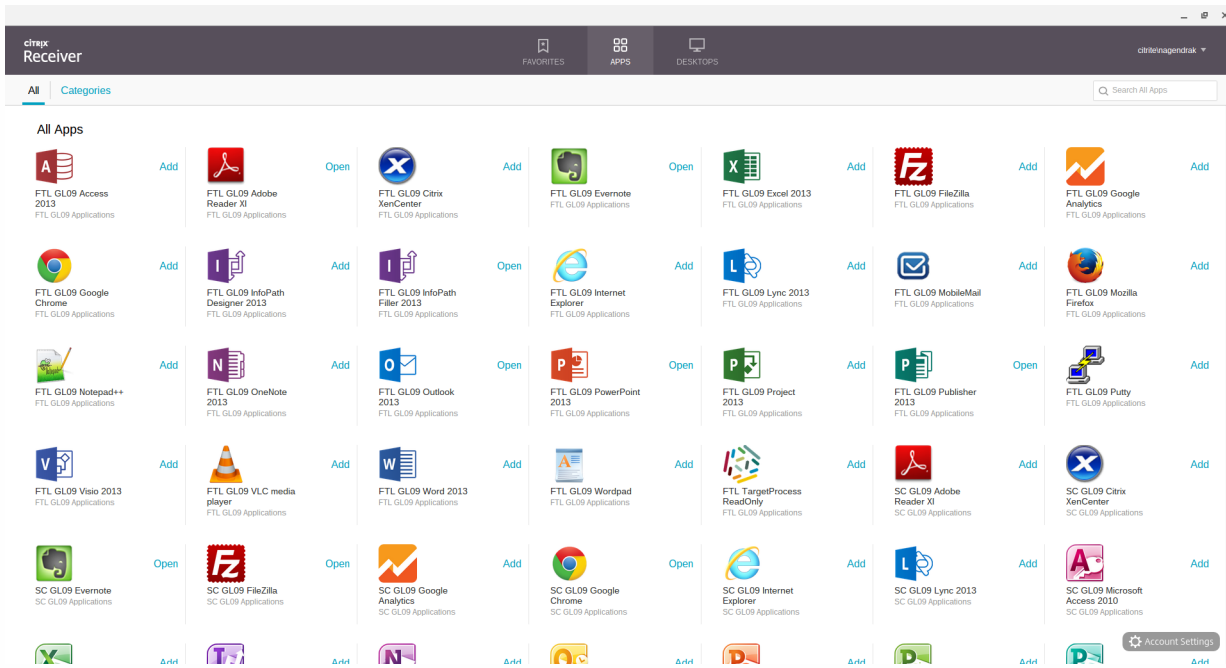 CITRIX
Receiver
FAVORITES
APPS
DESKTOPS
citrite\nagendrak
All
Categories
Search All Apps
All Apps
Add
FTL GL09 Access
2013
FTL GL09 Applications
Open
FTL GL09 Adobe
Reader XI
FTL GL09 Applications
Add
FTL GL09 Citrix
XenCenter
FTL GL09 Applications
Open
FTL GL09 Evernote
FTL GL09 Applications
Add
FTL GL09 Excel 2013
FTL GL09 Applications
Add
FTL GL09 FileZilla
FTL GL09 Applications
Add
FTL GL09 Google
Analytics
FTL GL09 Applications
Add
FTL GL09 Google
Chrome
FTL GL09 Applications
Add
FTL GL09 InfoPath
Designer 2013
FTL GL09 Applications
Open
FTL GL09 InfoPath
Filler 2013
FTL GL09 Applications
Add
FTL GL09 Internet
Explorer
FTL GL09 Applications
Add
FTL GL09 Lync 2013
FTL GL09 Applications
Add
FTL GL09 MobileMail
FTL GL09 Applications
Add
FTL GL09 Mozilla
Firefox
FTL GL09 Applications
Add
FTL GL09 Notepad++
FTL GL09 Applications
Add
FTL GL09 OneNote
2013
FTL GL09 Applications
Open
FTL GL09 Outlook
2013
FTL GL09 Applications
Open
FTL GL09 PowerPoint
2013
FTL GL09 Applications
Add
FTL GL09 Project
2013
FTL GL09 Applications
Open
FTL GL09 Publisher
2013
FTL GL09 Applications
Add
FTL GL09 Putty
FTL GL09 Applications
Add
FTL GL09 Visio 2013
FTL GL09 Applications
Add
FTL GL09 VLC media
player
FTL GL09 Applications
Add
FTL GL09 Word 2013
FTL GL09 Applications
Add
FTL GL09 Wordpad
FTL GL09 Applications
Add
FTL TargetProcess
ReadOnly
FTL GL09 Applications
Add
SC GL09 Adobe
Reader XI
SC GL09 Applications
Add
SC GL09 Citrix
XenCenter
SC GL09 Applications
Open
SC GL09 Evernote
SC GL09 Applications
Open
SC GL09 FileZilla
SC GL09 Applications
Add
SC GL09 Google
Analytics
SC GL09 Applications
Open
SC GL09 Google
Chrome
SC GL09 Applications
Add
SC GL09 Internet
Explorer
SC GL09 Applications
Add
SC GL09 Lync 2013
SC GL09 Applications
Add
SC GL09 Microsoft
Access 2010
SC GL09 Applications
Add
Add
Add
Add
Add
Add
Add
Account Settings